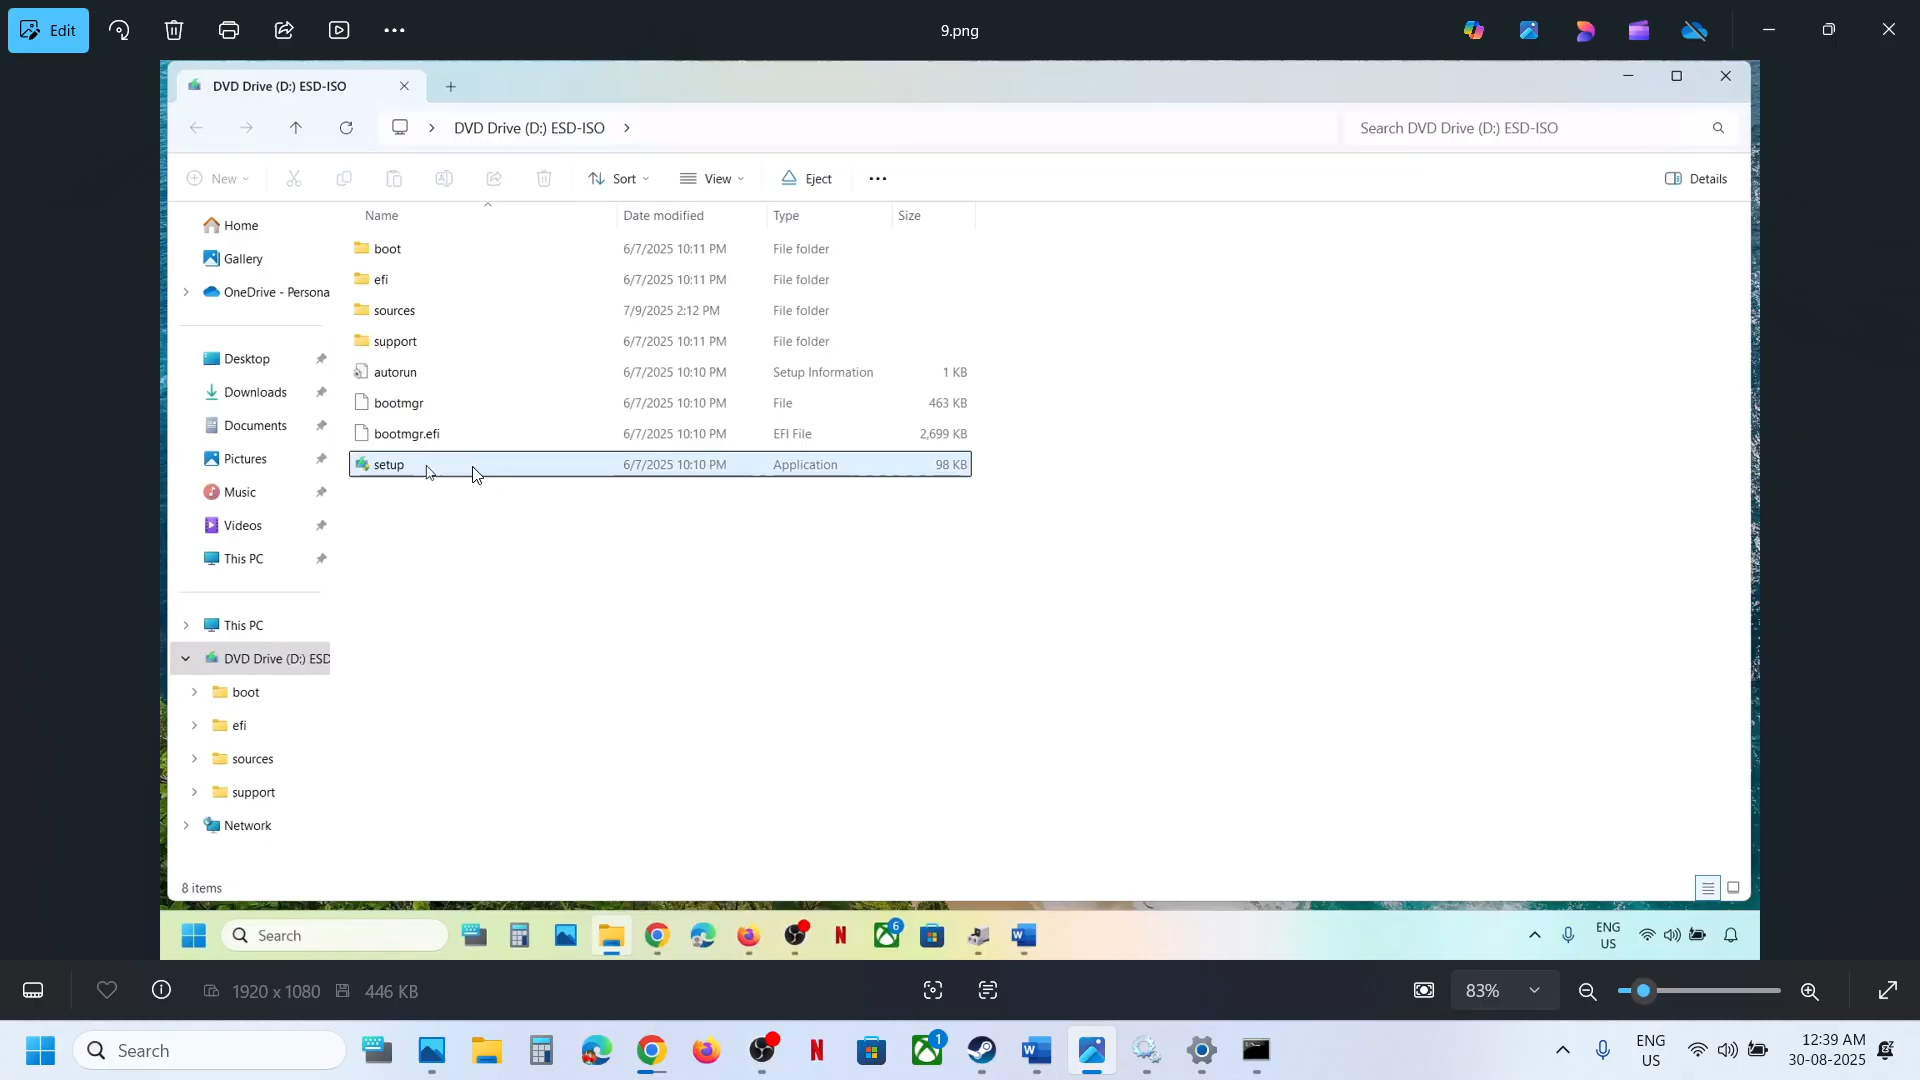 Edit
9.png
DVD Drive (D:) ESD-ISO
DVD Drive (D:) ESD-ISO
Search DVD Drive (D:) ESD-ISO
New
Sort
View
Eject
Details
Name Date modified Type Size
boot 6/7/2025 10:11 PM File folder
efi 6/7/2025 10:11 PM File folder
sources 7/9/2025 2:12 PM File folder
support 6/7/2025 10:11 PM File folder
autorun 6/7/2025 10:10 PM Setup Information 1 KB
bootmgr 6/7/2025 10:10 PM File 463 KB
bootmgr.efi 6/7/2025 10:10 PM EFI File 2,699 KB
setup 6/7/2025 10:10 PM Application 98 KB
Home
Gallery
OneDrive - Persona
Desktop
Downloads
Documents
Pictures
Music
Videos
This PC
This PC
DVD Drive (D:) ESD
boot
efi
sources
support
Network
8 items
Search
N
6
W
ENG
US
1920 x 1080
446 KB
83%
Search
N
1
W
ENG
US
12:39 AM
30-08-2025